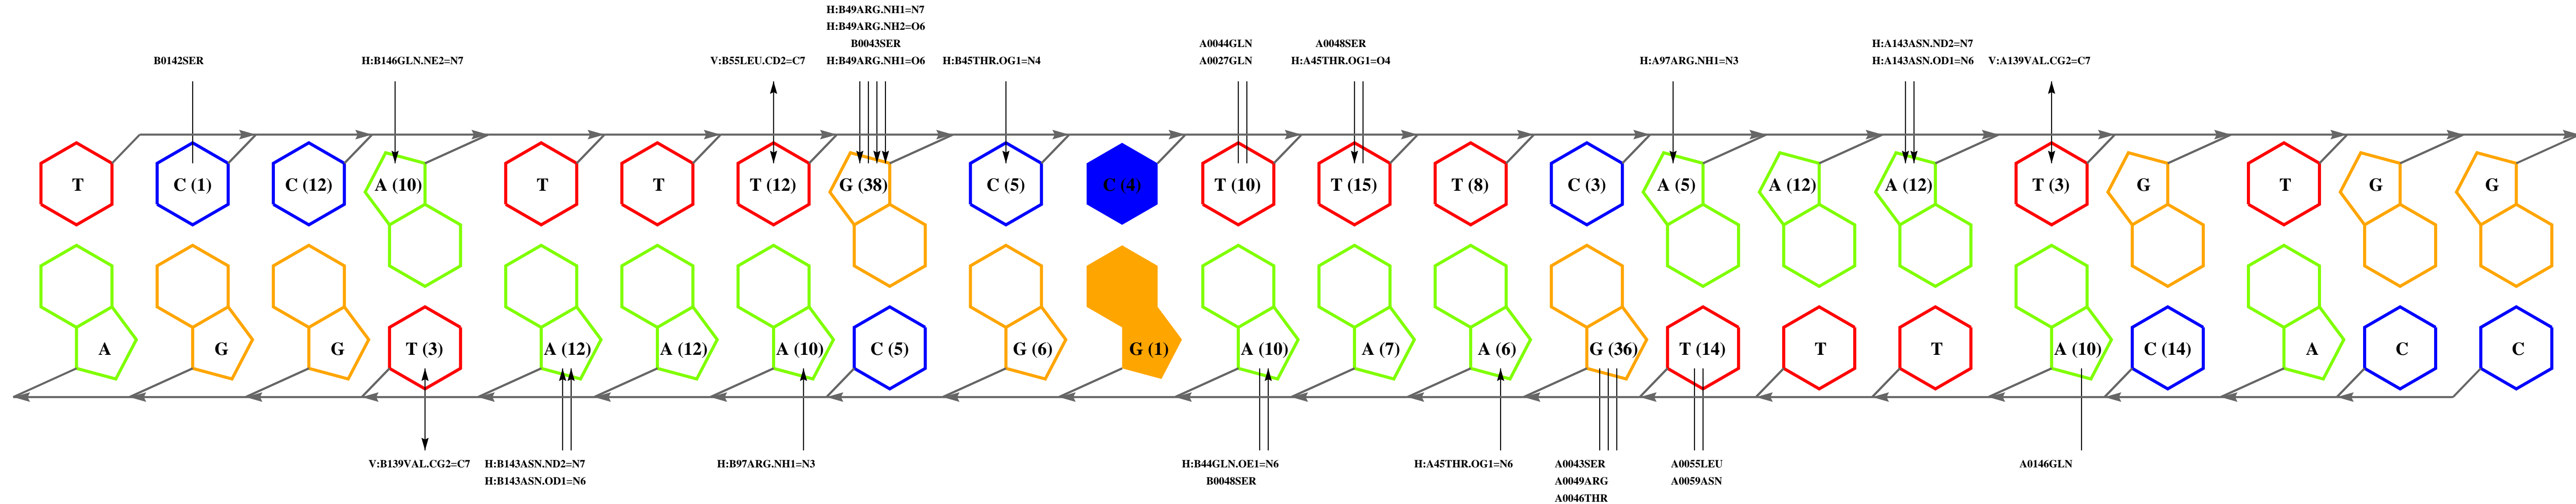 H:B49ARG.NH1=N7
H:B49ARG.NH2=O6
B0043SER
A0044GLN
A0048SER
H:A143ASN.ND2=N7
B0142SER
H:B146GLN.NE2=N7
V:B55LEU.CD2=C7
H:B49ARG.NH1=O6
H:B45THR.OG1=N4
A0027GLN
H:A45THR.OG1=O4
H:A97ARG.NH1=N3
H:A143ASN.OD1=N6
V:A139VAL.CG2=C7
T C (1) C (12) A (10) T T T (12) G (38) C (5) C (4) T (10) T (15) T (8) C (3) A (5) A (12) A (12) T (3) G T G G
A G G T (3) A (12) A (12) A (10) C (5) G (6) G (1) A (10) A (7) A (6) G (36) T (14) T T A (10) C (14) A C C
V:B139VAL.CG2=C7
H:B143ASN.ND2=N7
H:B97ARG.NH1=N3
H:B44GLN.OE1=N6
H:A45THR.OG1=N6
A0043SER
A0055LEU
A0146GLN
H:B143ASN.OD1=N6
B0048SER
A0049ARG
A0059ASN
A0046THR